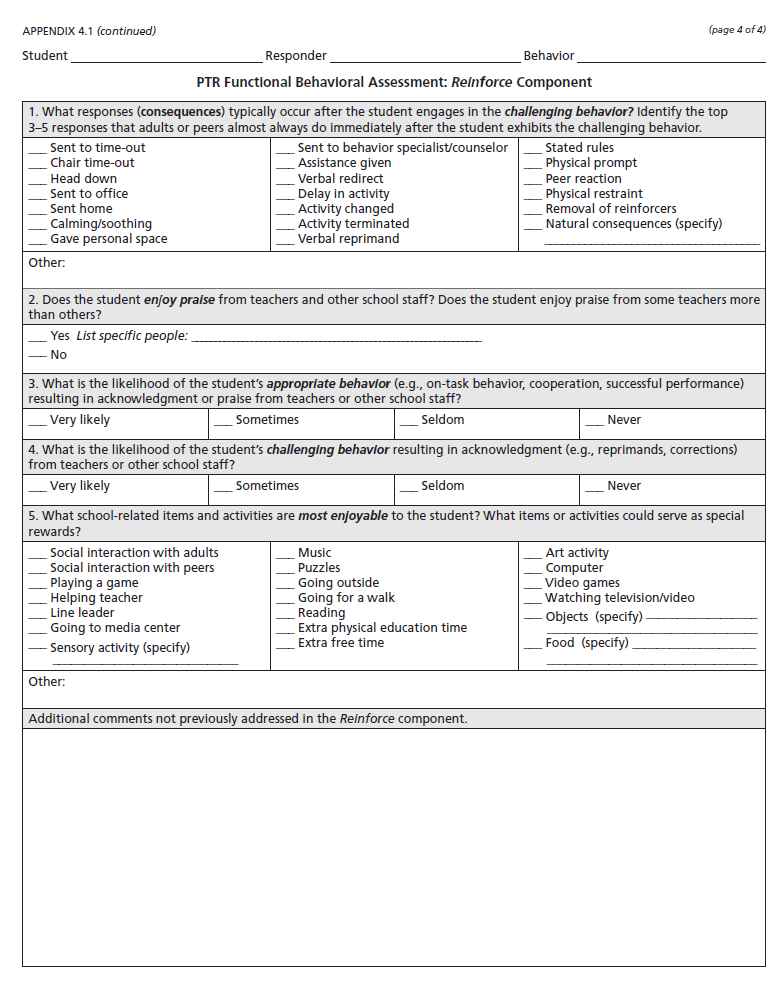 APPENDIX 4.1 (continued)
(page 4 of 4)
Student ____ Responder ____ Behavior ____
PTR Functional Behavioral Assessment: Reinforce Component
1. What responses (consequences) typically occur after the student engages in the challenging behavior? Identify the top
3–5 responses that adults or peers almost always do immediately after the student exhibits the challenging behavior.
___ Sent to time-out
___ Chair time-out
___ Head down
___ Sent to office
___ Sent home
___ Calming/soothing
___ Gave personal space
___ Sent to behavior specialist/counselor
___ Assistance given
___ Verbal redirect
___ Delay in activity
___ Activity changed
___ Activity terminated
___ Verbal reprimand
___ Stated rules
___ Physical prompt
___ Peer reaction
___ Physical restraint
___ Removal of reinforcers
___ Natural consequences (specify)
____
Other:
2. Does the student enjoy praise from teachers and other school staff? Does the student enjoy praise from some teachers more
than others?
___ Yes List specific people: ____
___ No
3. What is the likelihood of the student’s appropriate behavior (e.g., on-task behavior, cooperation, successful performance)
resulting in acknowledgment or praise from teachers or other school staff?
___ Very likely ___ Sometimes ___ Seldom ___ Never
4. What is the likelihood of the student’s challenging behavior resulting in acknowledgment (e.g., reprimands, corrections)
from teachers or other school staff?
___ Very likely ___ Sometimes ___ Seldom ___ Never
5. What school-related items and activities are most enjoyable to the student? What items or activities could serve as special
rewards?
___ Social interaction with adults
___ Social interaction with peers
___ Playing a game
___ Helping teacher
___ Line leader
___ Going to media center
___ Sensory activity (specify)
____
___ Music
___ Puzzles
___ Going outside
___ Going for a walk
___ Reading
___ Extra physical education time
___ Extra free time
___ Art activity
___ Computer
___ Video games
___ Watching television/video
___ Objects (specify) ____
____
___ Food (specify) ____
____
Other:
Additional comments not previously addressed in the Reinforce component.